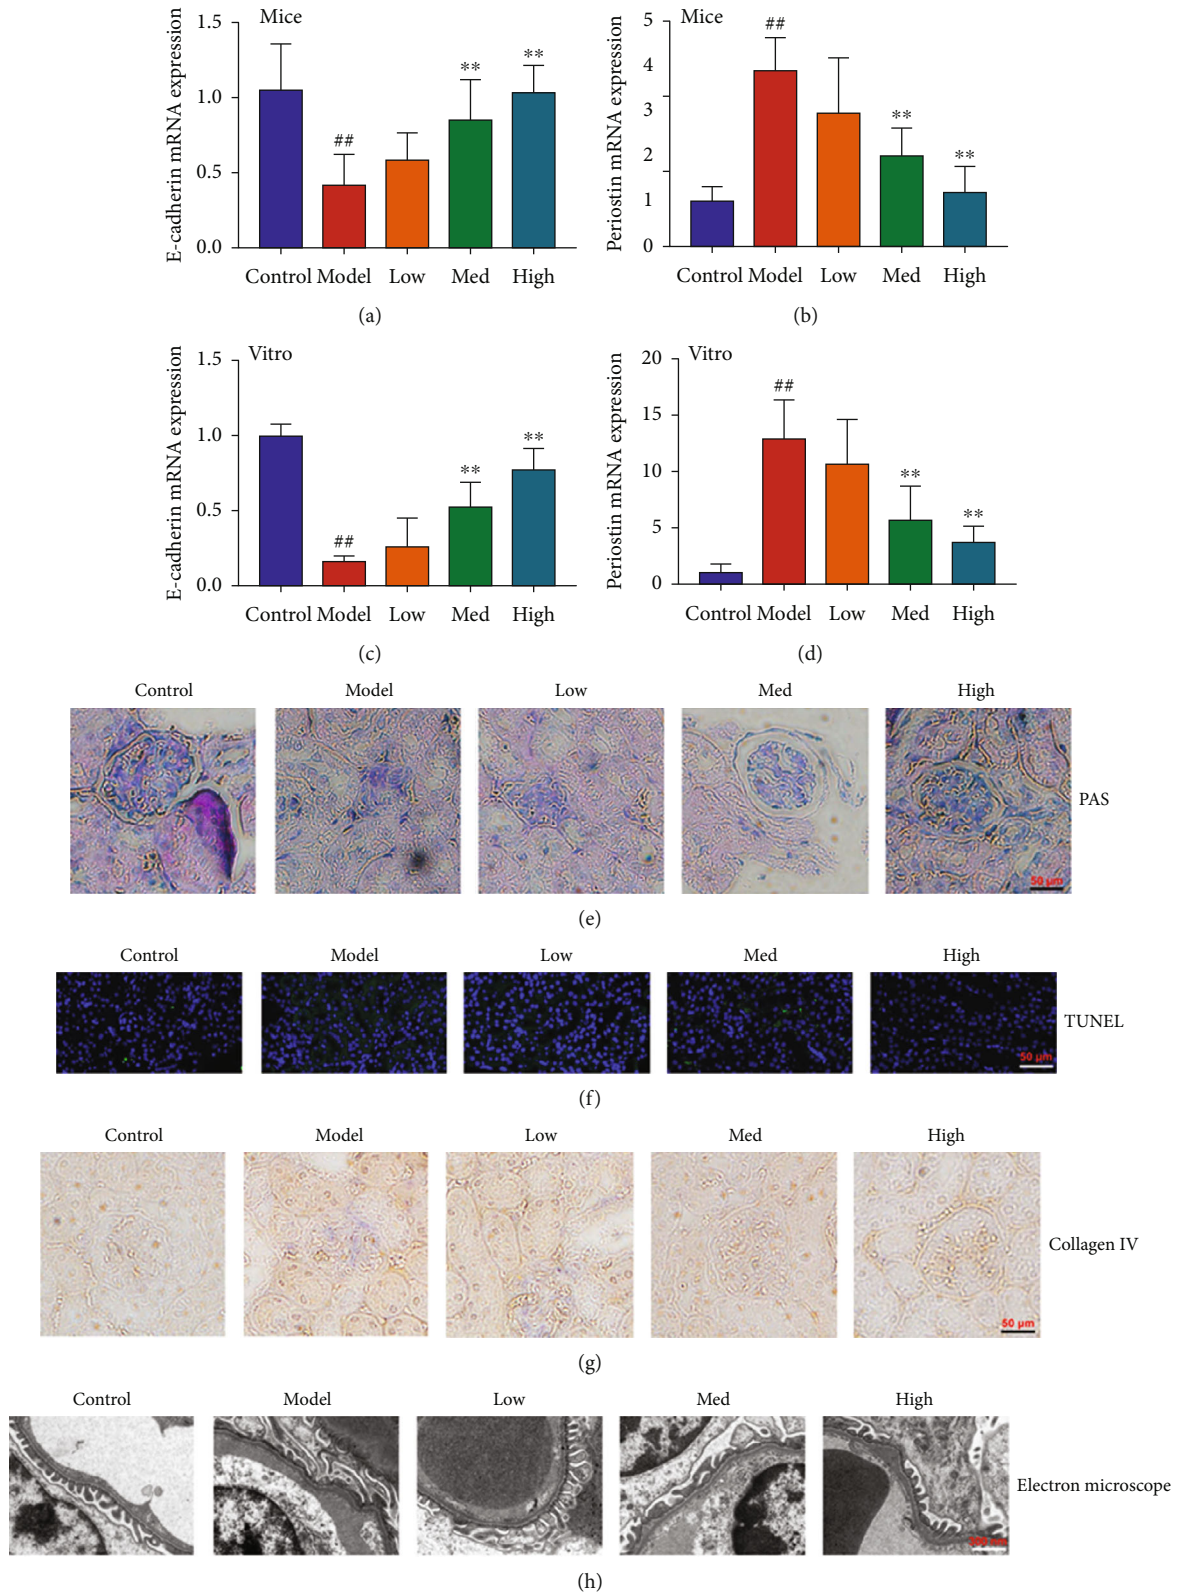 Mice
E-cadherin mRNA expression
1.5
1.0
0.5
0.0
##
**
**
Control Model Low Med High
(a)
Mice
Periostin mRNA expression
5
4
3
2
1
0
##
**
**
Control Model Low Med High
(b)
Vitro
E-cadherin mRNA expression
1.5
1.0
0.5
0.0
##
**
**
Control Model Low Med High
(c)
Vitro
Periostin mRNA expression
20
15
10
5
0
##
**
**
Control Model Low Med High
(d)
Control Model Low Med High
PAS
50 μm
(e)
Control Model Low Med High
TUNEL
50 μm
(f)
Control Model Low Med High
Collagen IV
50 μm
(g)
Control Model Low Med High
Electron microscope
500 nm
(h)